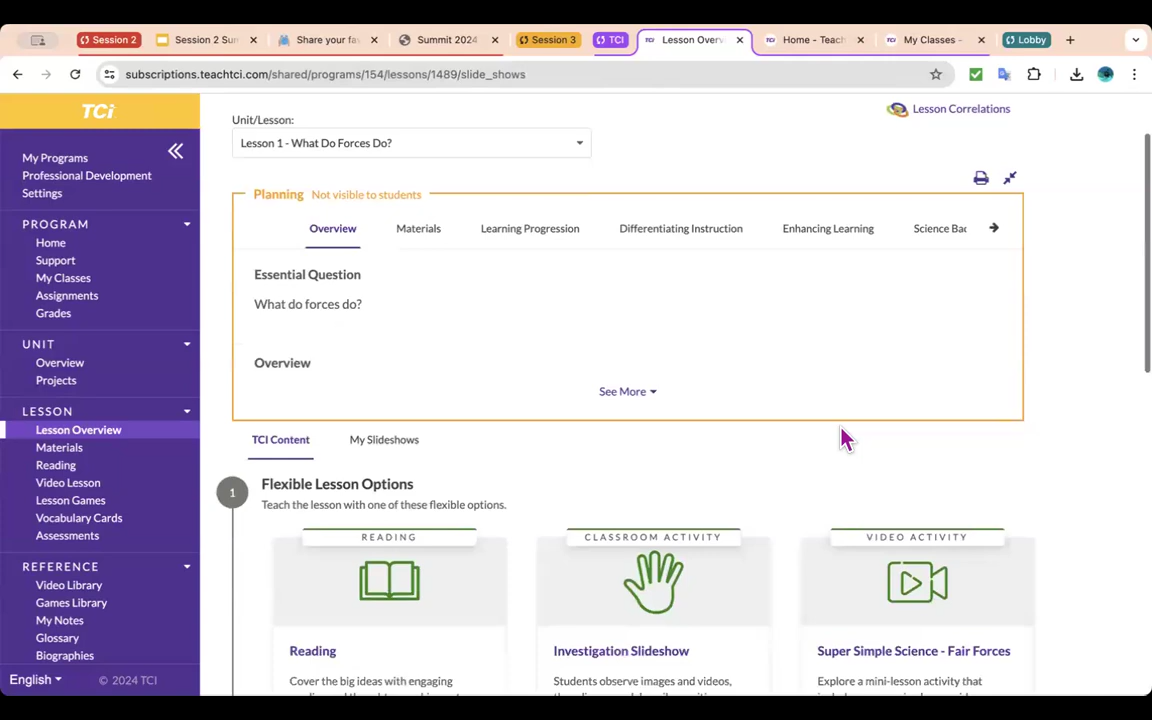 Session 2
Session 2 Sum
Share your fav
Summit 2024
Session 3
TCI
Lesson Over
Home - Teach
My Classes -
Lobby
subscriptions.teachtci.com/shared/programs/154/lessons/1489/slide_shows
TCi
My Programs
Professional Development
Settings
PROGRAM
Home
Support
My Classes
Assignments
Grades
UNIT
Overview
Projects
LESSON
Lesson Overview
Materials
Reading
Video Lesson
Lesson Games
Vocabulary Cards
Assessments
REFERENCE
Video Library
Games Library
My Notes
Glossary
Biographies
English
© 2024 TCI
Lesson Correlations
Unit/Lesson:
Lesson 1 - What Do Forces Do?
Planning Not visible to students
Overview Materials Learning Progression Differentiating Instruction Enhancing Learning Science Bac
Essential Question
What do forces do?
Overview
See More
TCI Content My Slideshows
1
Flexible Lesson Options
Teach the lesson with one of these flexible options.
READING
Reading
Cover the big ideas with engaging
CLASSROOM ACTIVITY
Investigation Slideshow
Students observe images and videos,
VIDEO ACTIVITY
Super Simple Science - Fair Forces
Explore a mini-lesson activity that